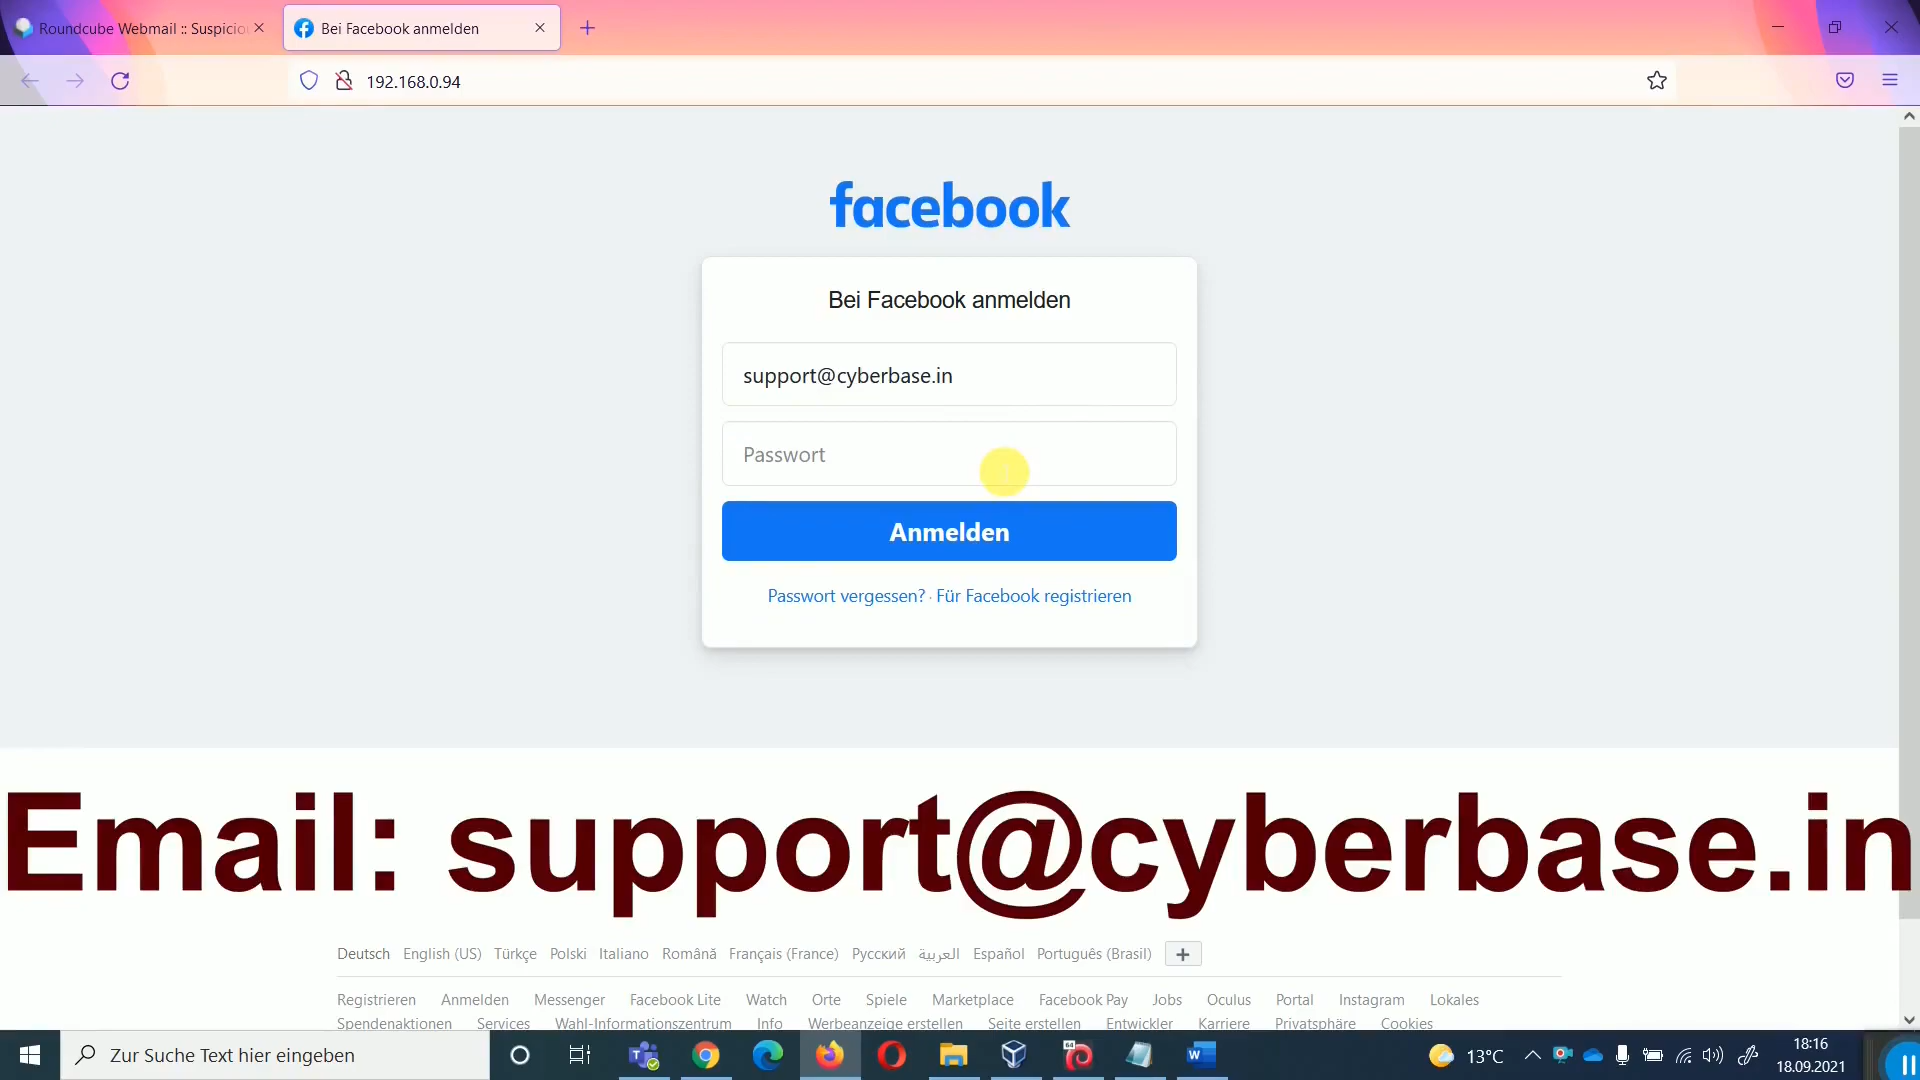 Roundcube Webmail :: Suspicio
Bei Facebook anmelden
192.168.0.94
facebook
Bei Facebook anmelden
support@cyberbase.in
Passwort
Anmelden
Passwort vergessen? · Für Facebook registrieren
Email: support@cyberbase.in
Deutsch English (US) Türkçe Polski Italiano Română Français (France) Русский العربية Español Português (Brasil) +
Registrieren Anmelden Messenger Facebook Lite Watch Orte Spiele Marketplace Facebook Pay Jobs Oculus Portal Instagram Lokales
Spendenaktionen Services Wahl-Informationszentrum Info Werbeanzeige erstellen Seite erstellen Entwickler Karriere Privatsphäre Cookies
Zur Suche Text hier eingeben
64
13°C
18:16
18.09.2021